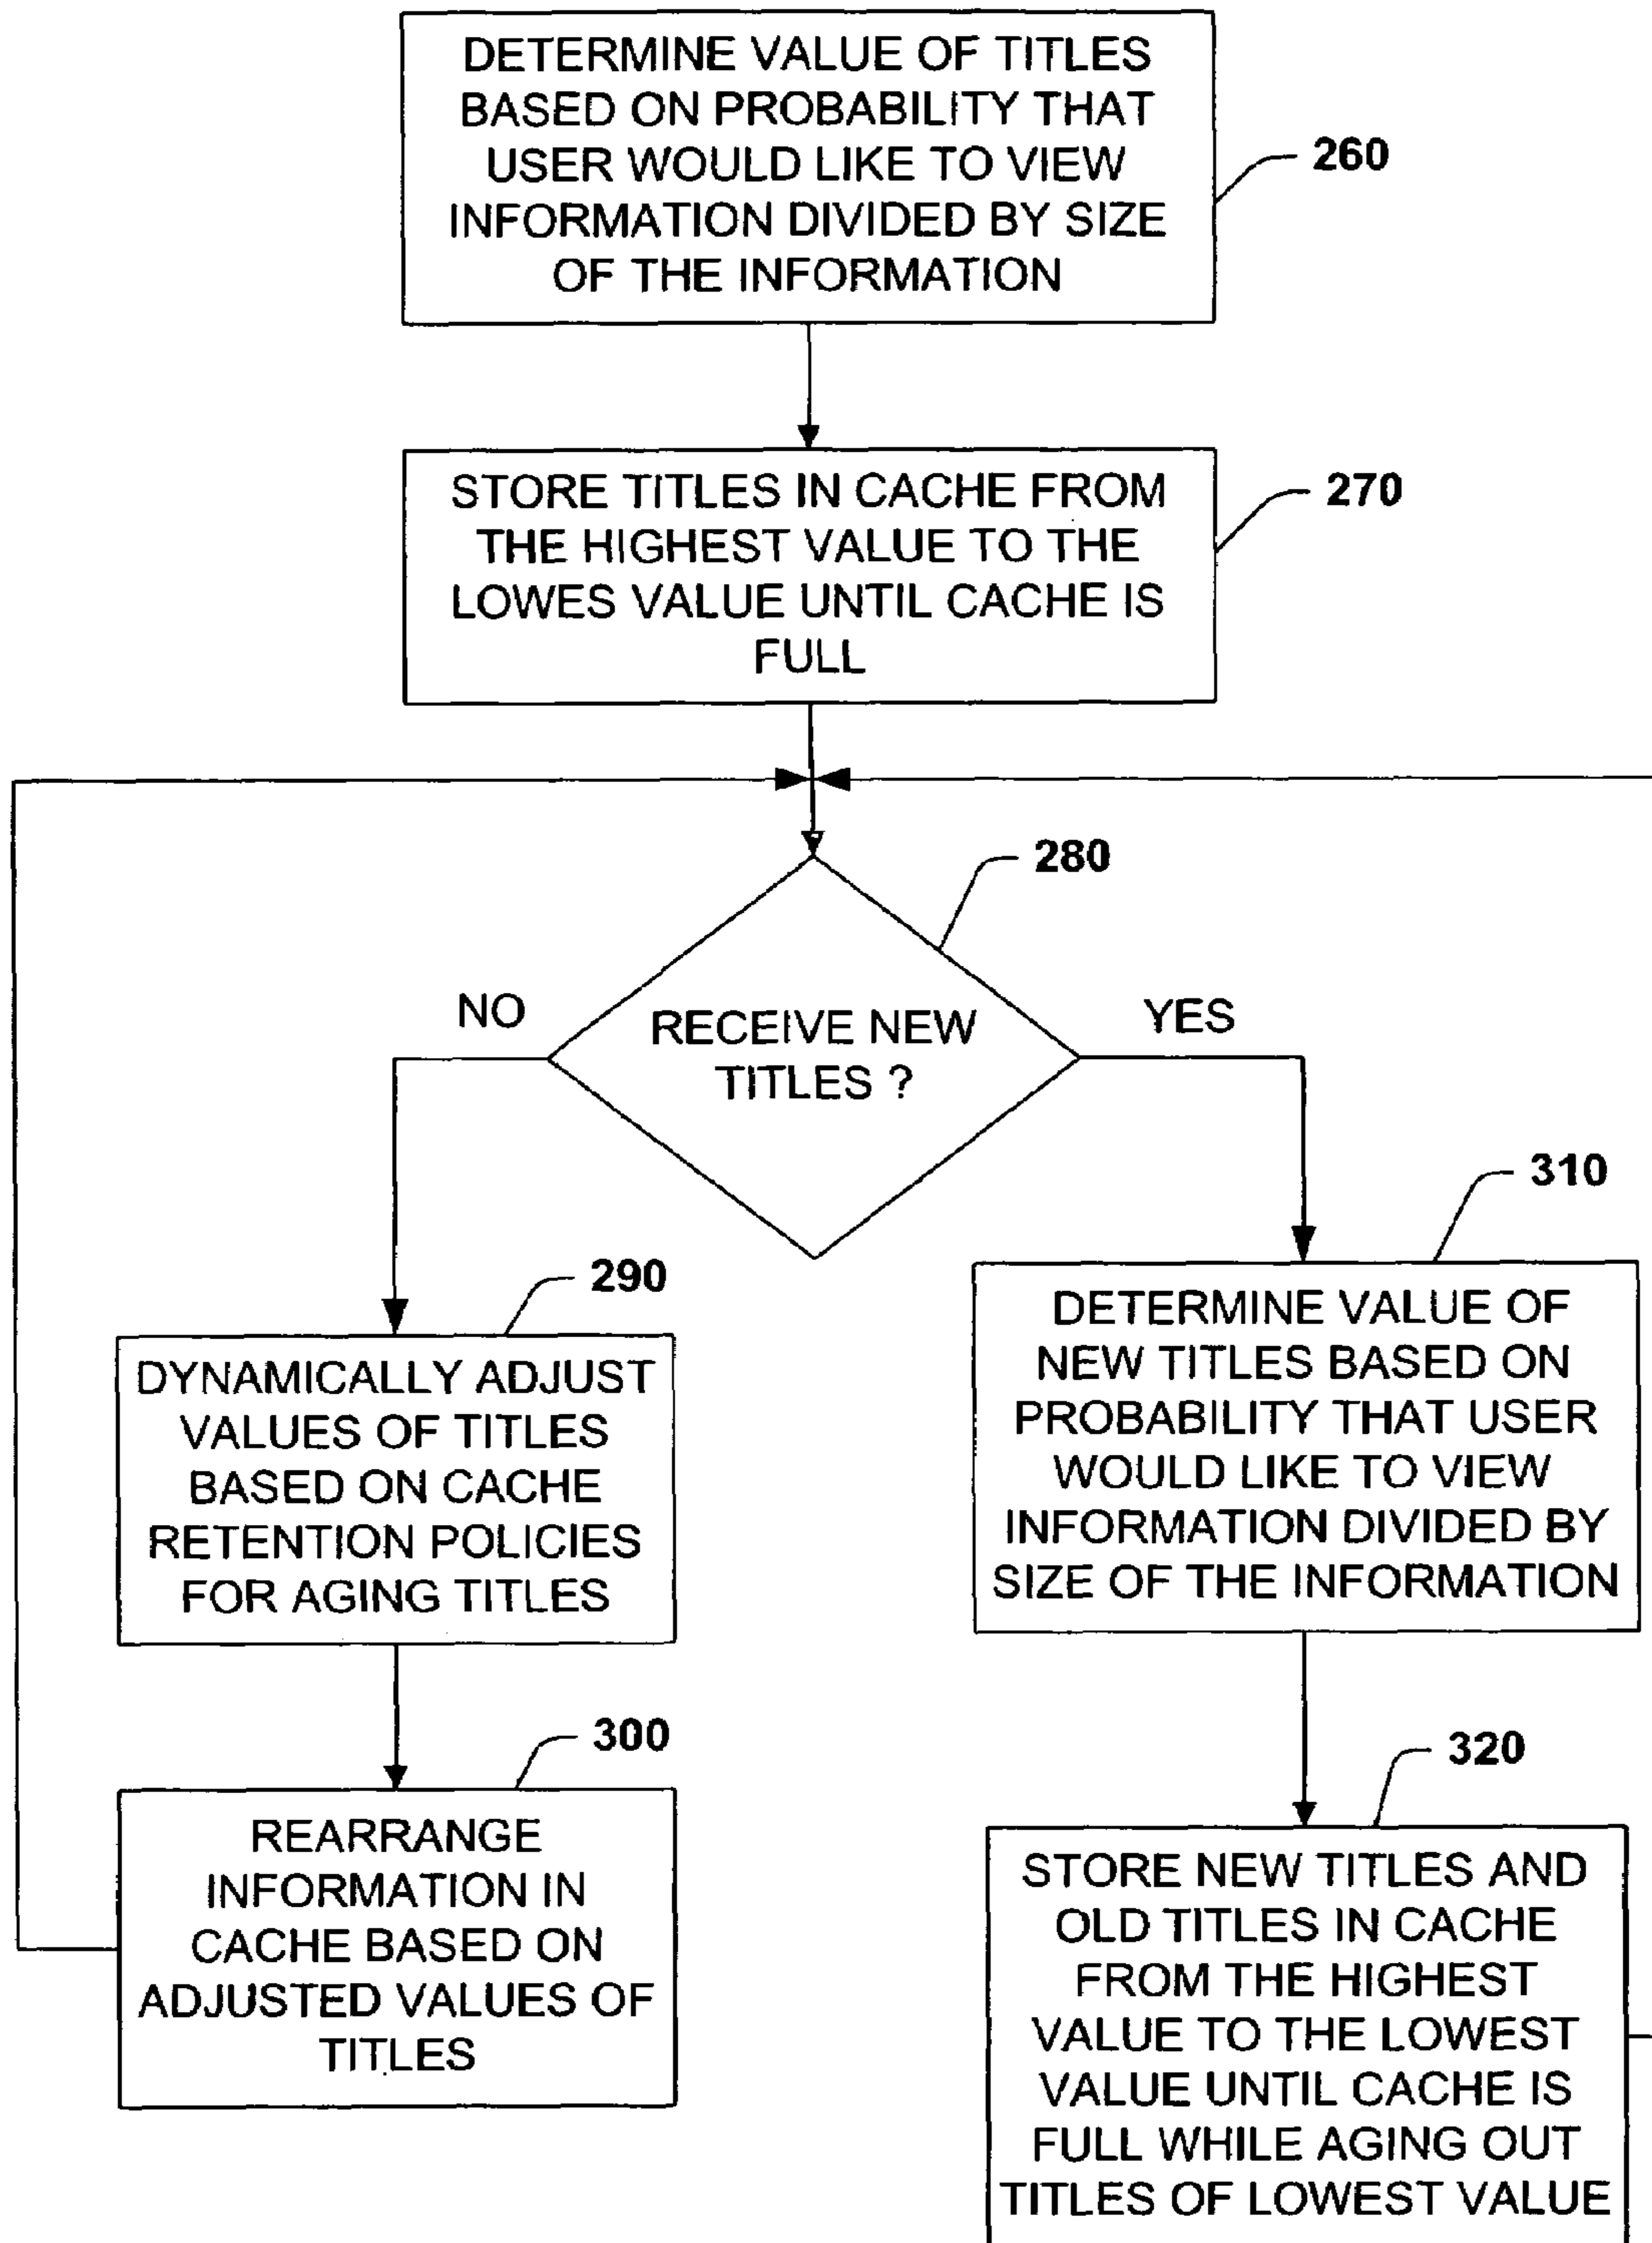 DETERMINE VALUE OF TITLES
BASED ON PROBABILITY THAT
USER WOULD LIKE TO VIEW
INFORMATION DIVIDED BY SIZE
OF THE INFORMATION
260
STORE TITLES IN CACHE FROM
THE HIGHEST VALUE TO THE
LOWES VALUE UNTIL CACHE IS
FULL
270
280
RECEIVE NEW
TITLES ?
NO
YES
290
DYNAMICALLY ADJUST
VALUES OF TITLES
BASED ON CACHE
RETENTION POLICIES
FOR AGING TITLES
300
REARRANGE
INFORMATION IN
CACHE BASED ON
ADJUSTED VALUES OF
TITLES
310
DETERMINE VALUE OF
NEW TITLES BASED ON
PROBABILITY THAT USER
WOULD LIKE TO VIEW
INFORMATION DIVIDED BY
SIZE OF THE INFORMATION
320
STORE NEW TITLES AND
OLD TITLES IN CACHE
FROM THE HIGHEST
VALUE TO THE LOWEST
VALUE UNTIL CACHE IS
FULL WHILE AGING OUT
TITLES OF LOWEST VALUE